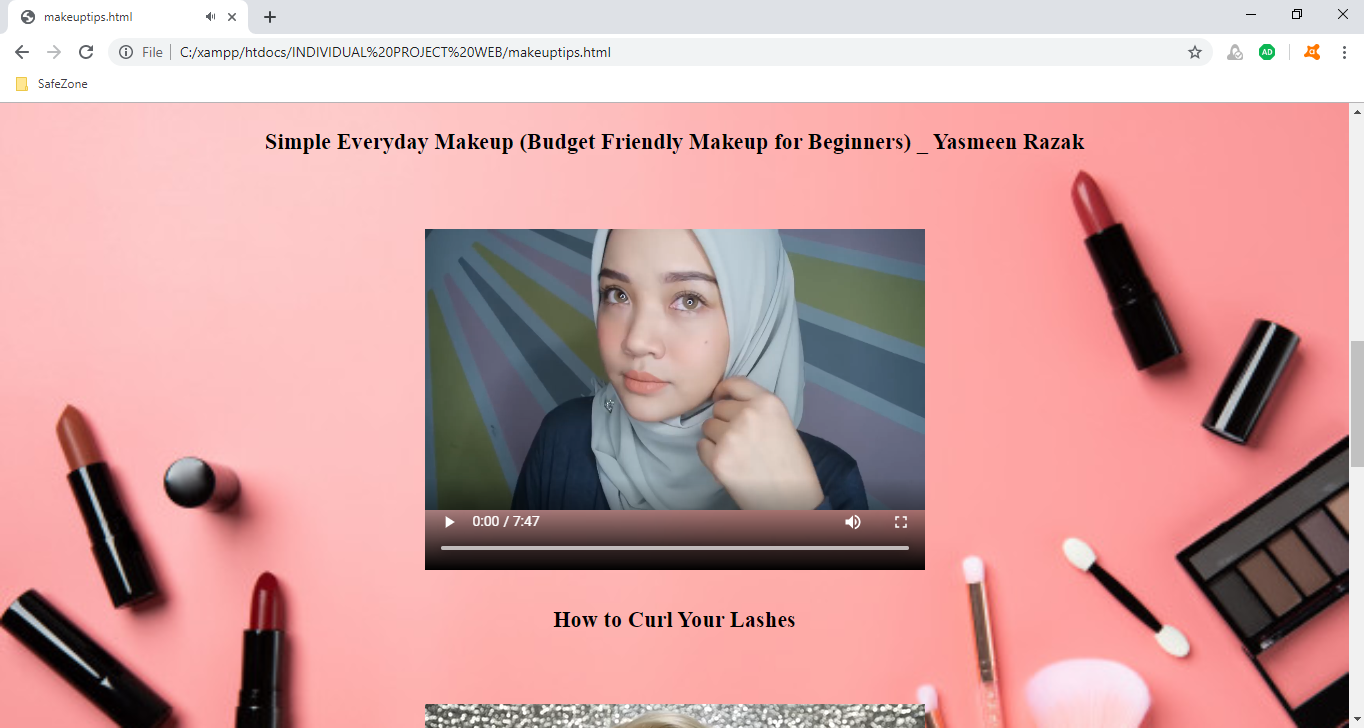 makeuptips.html
File
C:/xampp/htdocs/INDIVIDUAL%20PROJECT%20WEB/makeuptips.html
AD
SafeZone
Simple Everyday Makeup (Budget Friendly Makeup for Beginners) _ Yasmeen Razak
0:00 / 7:47
How to Curl Your Lashes